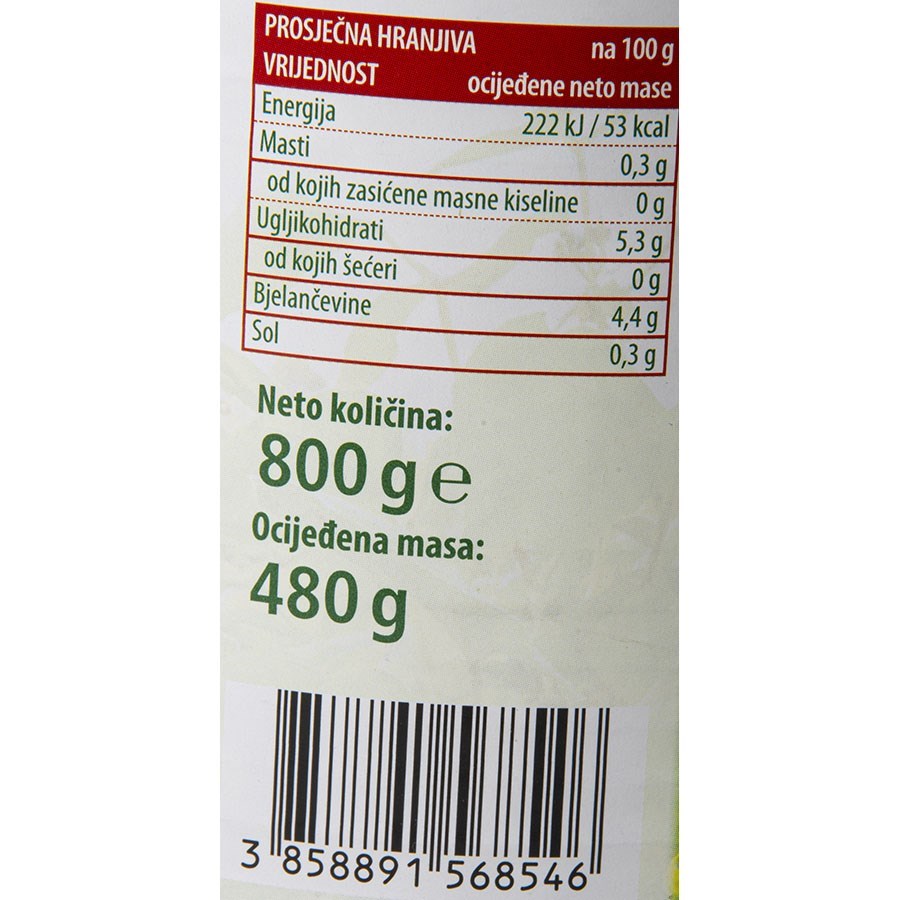 PROSJEČNA HRANJIVA
VRIJEDNOST
na 100 g
ocijeđene neto mase
Energija 222 kJ / 53 kcal
Masti 0,3 g
od kojih zasićene masne kiseline 0 g
Ugljikohidrati 5,3 g
od kojih šećeri 0 g
Bjelančevine 4,4 g
Sol 0,3 g
Neto količina:
800 g e
Ocijeđena masa:
480 g
3 858891 568546